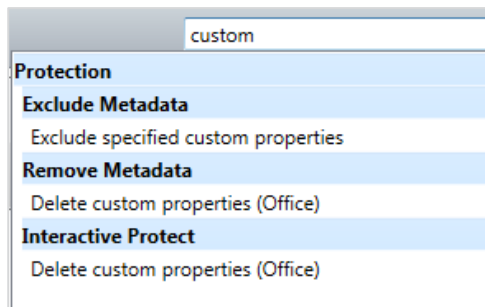 custom
Protection
Exclude Metadata
Exclude specified custom properties
Remove Metadata
Delete custom properties (Office)
Interactive Protect
Delete custom properties (Office)